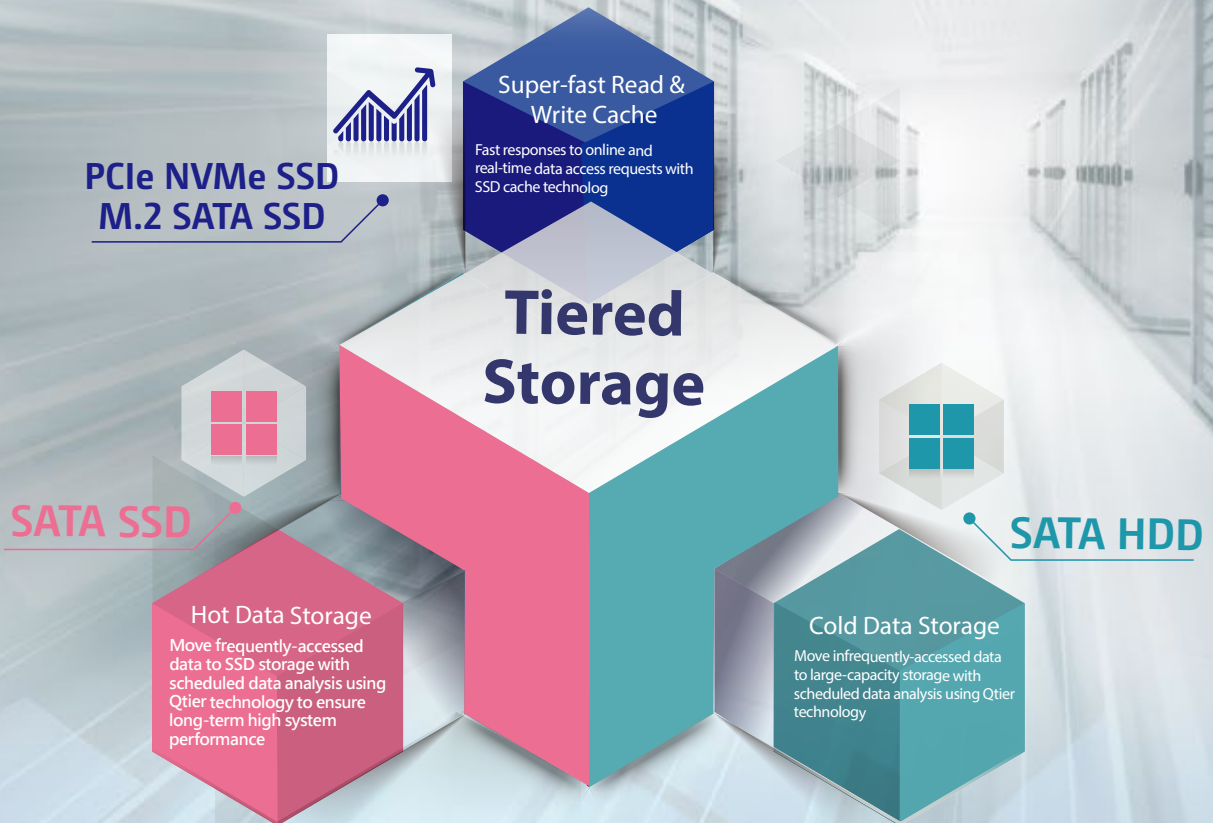 Super-fast Read &
Write Cache
Fast responses to online and
real-time data access requests with
SSD cache technolog
PCIe NVMe SSD
M.2 SATA SSD
Tiered
Storage
SATA SSD
SATA HDD
Hot Data Storage
Move frequently-accessed
data to SSD storage with
scheduled data analysis using
Qtier technology to ensure
long-term high system
performance
Cold Data Storage
Move infrequently-accessed data
to large-capacity storage with
scheduled data analysis using Qtier
technology